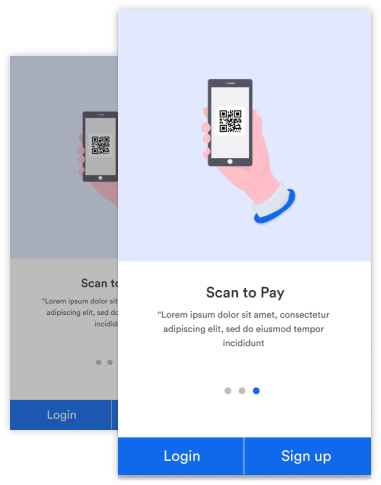 Scan to Pay
"Lorem ipsum dolor sit amet, consectetur
adipiscing elit, sed do eiusmod tempor
incididunt
Login
Sign up
Scan to
"Lorem ipsum dolor sit
adipiscing elit, sed do
incidi
Login